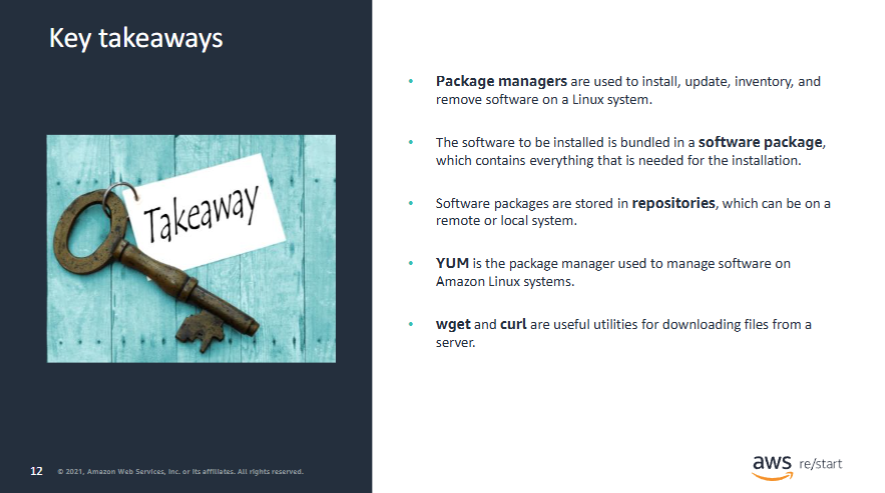 Key takeaways
Takeaway
• Package managers are used to install, update, inventory, and
remove software on a Linux system.
• The software to be installed is bundled in a software package,
which contains everything that is needed for the installation.
• Software packages are stored in repositories, which can be on a
remote or local system.
• YUM is the package manager used to manage software on
Amazon Linux systems.
• wget and curl are useful utilities for downloading files from a
server.
12 © 2021, Amazon Web Services, Inc. or its affiliates. All rights reserved.
aws re/start